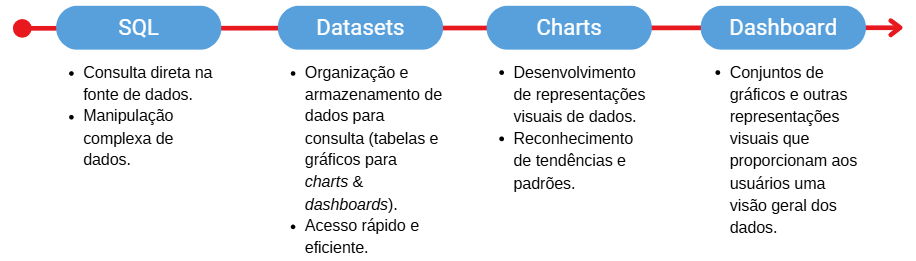 SQL
• Consulta direta na
fonte de dados.
• Manipulação
complexa de
dados.
Datasets
• Organização e
armazenamento de
dados para
consulta (tabelas e
gráficos para
charts &
dashboards).
• Acesso rápido e
eficiente.
Charts
• Desenvolvimento
de representações
visuais de dados.
• Reconhecimento
de tendências e
padrões.
Dashboard
• Conjuntos de
gráficos e outras
representações
visuais que
proporcionam aos
usuários uma
visão geral dos
dados.